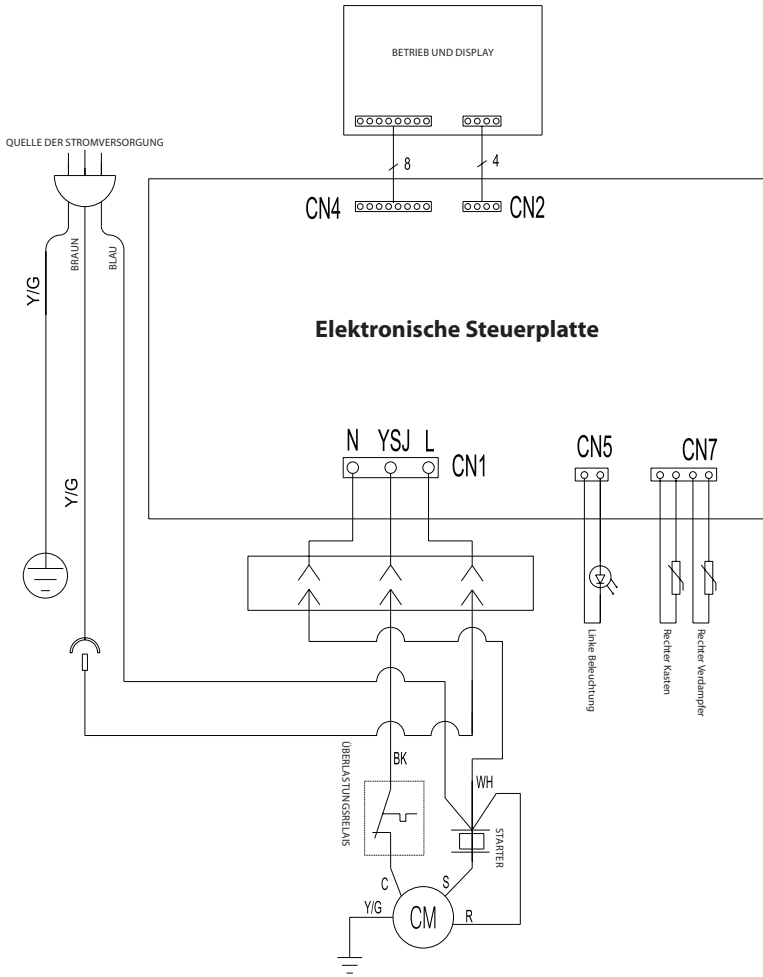 BETRIEB UND DISPLAY
QUELLE DER STROMVERSORGUNG
8
4
CN4
CN2
BRAUN
BLAU
Y/G
Elektronische Steuerplatte
N YSJ L
CN1
CN5
CN7
Y/G
Linke Beleuchtung
Rechter Kasten
Rechter Verdampfer
ÜBERLASTUNGSRELAIS
BK
WH
STARTER
C
S
Y/G
CM
R